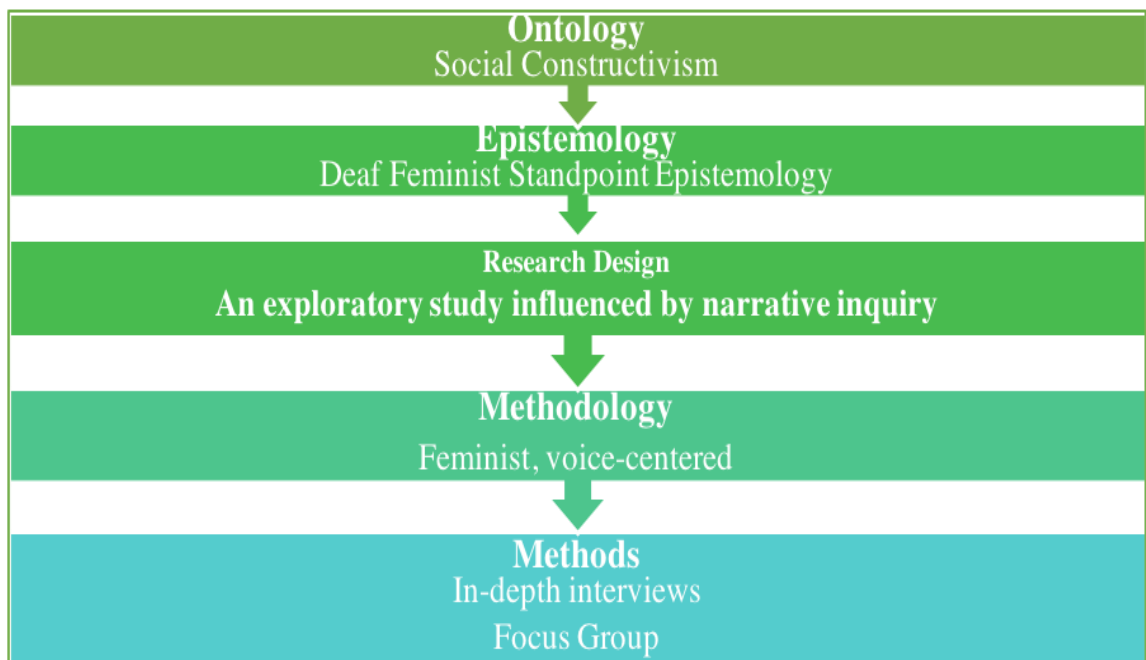 Ontology
Social Constructivism
Epistemology
Deaf Feminist Standpoint Epistemology
Research Design
An exploratory study influenced by narrative inquiry
Methodology
Feminist, voice-centered
Methods
In-depth interviews
Focus Group